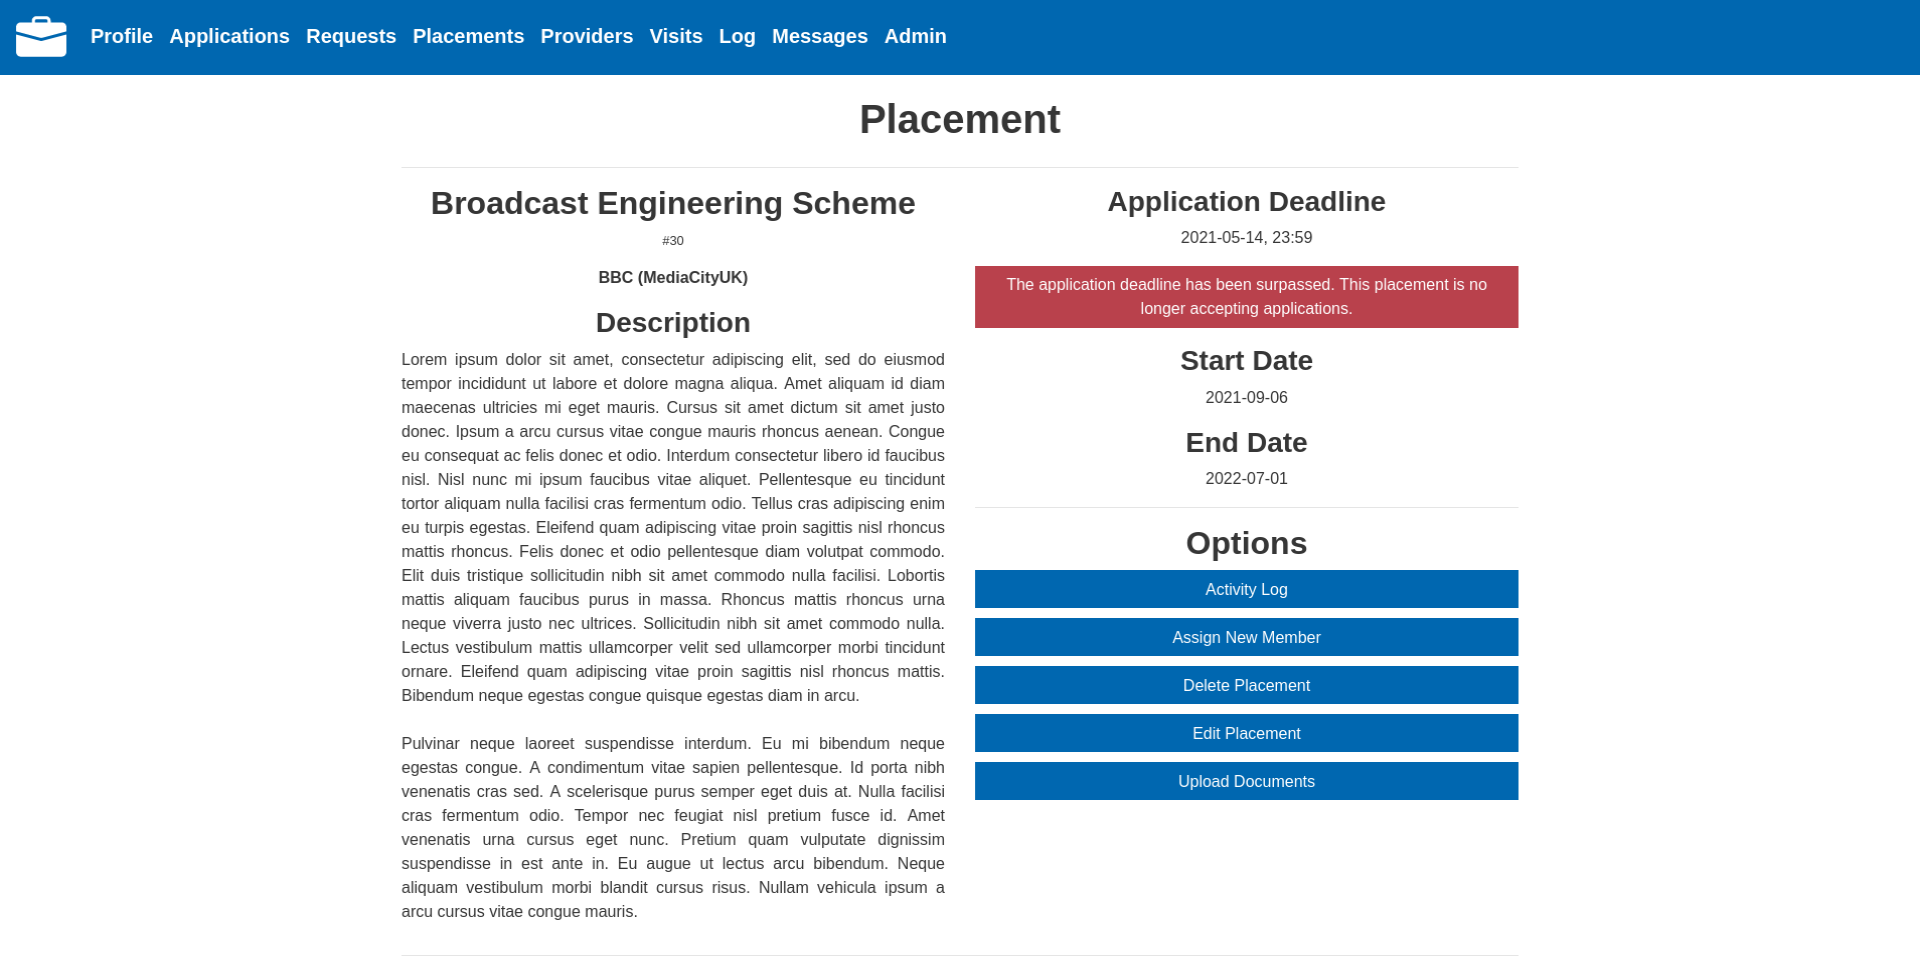 Profile Applications Requests Placements Providers Visits Log Messages Admin
Placement
Broadcast Engineering Scheme
#30
BBC (MediaCityUK)
Description
Lorem ipsum dolor sit amet, consectetur adipiscing elit, sed do eiusmod
tempor incididunt ut labore et dolore magna aliqua. Amet aliquam id diam
maecenas ultricies mi eget mauris. Cursus sit amet dictum sit amet justo
donec. Ipsum a arcu cursus vitae congue mauris rhoncus aenean. Congue
eu consequat ac felis donec et odio. Interdum consectetur libero id faucibus
nisl. Nisl nunc mi ipsum faucibus vitae aliquet. Pellentesque eu tincidunt
tortor aliquam nulla facilisi cras fermentum odio. Tellus cras adipiscing enim
eu turpis egestas. Eleifend quam adipiscing vitae proin sagittis nisl rhoncus
mattis rhoncus. Felis donec et odio pellentesque diam volutpat commodo.
Elit duis tristique sollicitudin nibh sit amet commodo nulla facilisi. Lobortis
mattis aliquam faucibus purus in massa. Rhoncus mattis rhoncus urna
neque viverra justo nec ultrices. Sollicitudin nibh sit amet commodo nulla.
Lectus vestibulum mattis ullamcorper velit sed ullamcorper morbi tincidunt
ornare. Eleifend quam adipiscing vitae proin sagittis nisl rhoncus mattis.
Bibendum neque egestas congue quisque egestas diam in arcu.
Pulvinar neque laoreet suspendisse interdum. Eu mi bibendum neque
egestas congue. A condimentum vitae sapien pellentesque. Id porta nibh
venenatis cras sed. A scelerisque purus semper eget duis at. Nulla facilisi
cras fermentum odio. Tempor nec feugiat nisl pretium fusce id. Amet
venenatis urna cursus eget nunc. Pretium quam vulputate dignissim
suspendisse in est ante in. Eu augue ut lectus arcu bibendum. Neque
aliquam vestibulum morbi blandit cursus risus. Nullam vehicula ipsum a
arcu cursus vitae congue mauris.
Application Deadline
2021-05-14, 23:59
The application deadline has been surpassed. This placement is no
longer accepting applications.
Start Date
2021-09-06
End Date
2022-07-01
Options
Activity Log
Assign New Member
Delete Placement
Edit Placement
Upload Documents